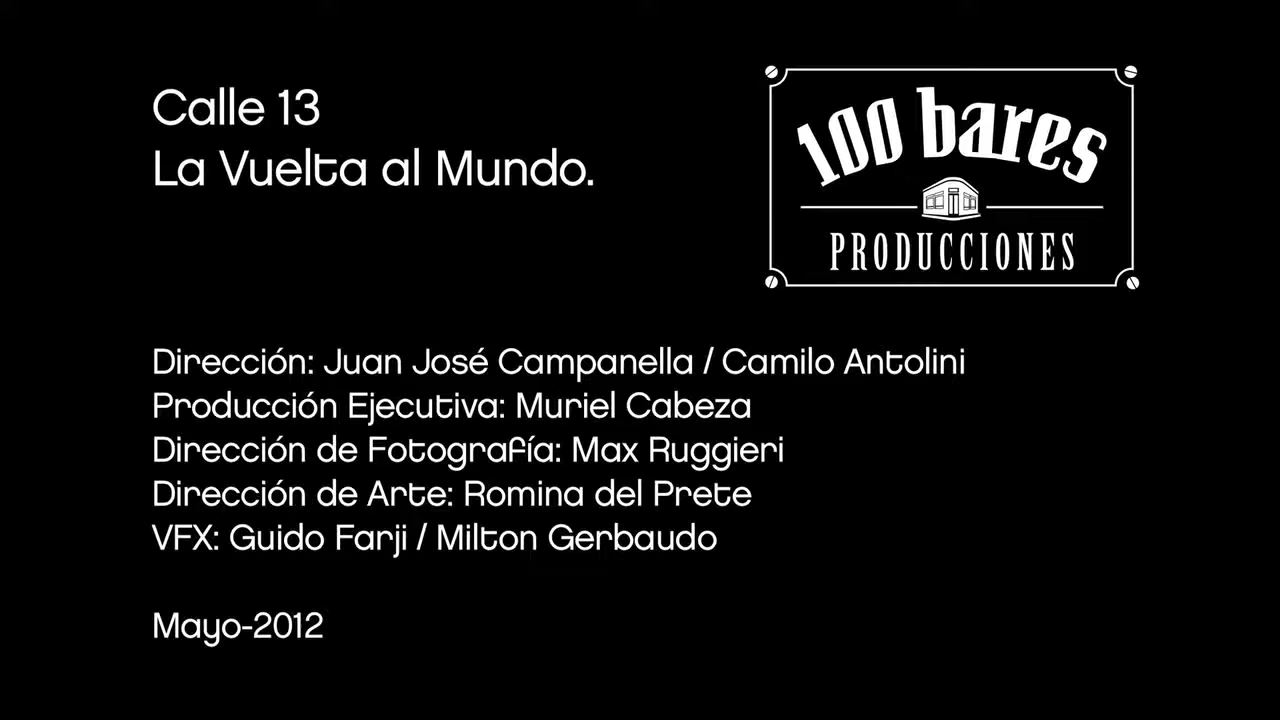 Calle 13
La Vuelta al Mundo.
100 bares
PRODUCCIONES
Dirección: Juan José Campanella / Camilo Antolini
Producción Ejecutiva: Muriel Cabeza
Dirección de Fotografía: Max Ruggieri
Dirección de Arte: Romina del Prete
VFX: Guido Farji / Milton Gerbaudo
Mayo-2012